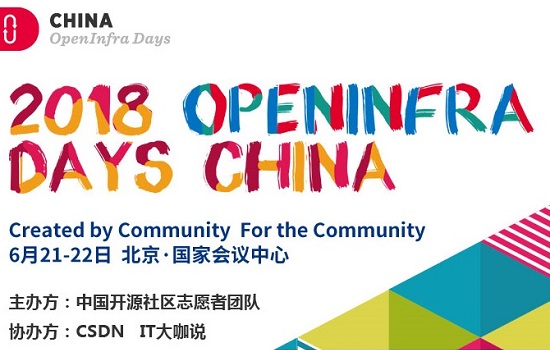 CHINA
OpenInfra Days
2018 OPENINFRA
DAYS CHINA
Created by Community For the Community
6月21-22日 北京·国家会议中心
主办方：中国开源社区志愿者团队
协办方：CSDN IT大咖说